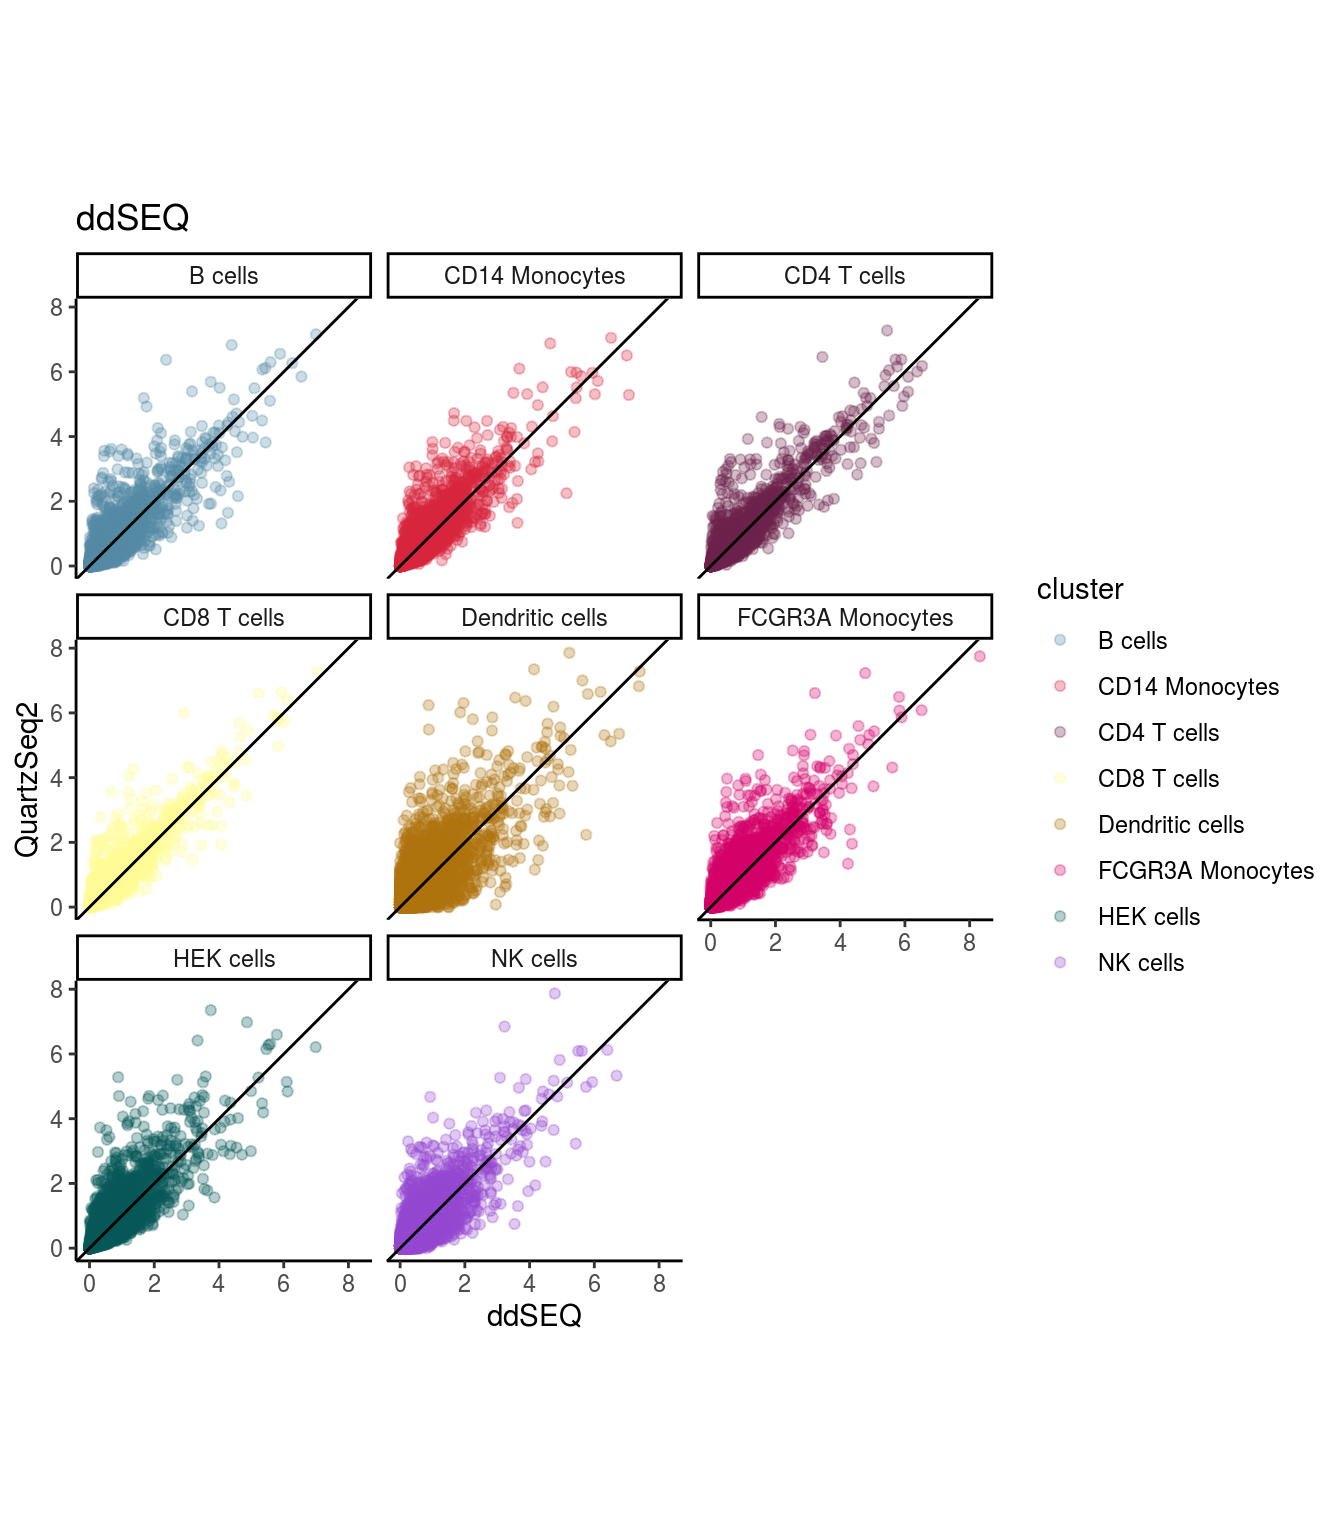 ddSEQ
B cells
CD14 Monocytes
CD4 T cells
8
6
4
2
0
CD8 T cells
Dendritic cells
FCGR3A Monocytes
8
6
4
2
0
0 2 4 6 8
HEK cells
NK cells
8
6
4
2
0
0 2 4 6 8
0 2 4 6 8
ddSEQ
QuartzSeq2
cluster
B cells
CD14 Monocytes
CD4 T cells
CD8 T cells
Dendritic cells
FCGR3A Monocytes
HEK cells
NK cells